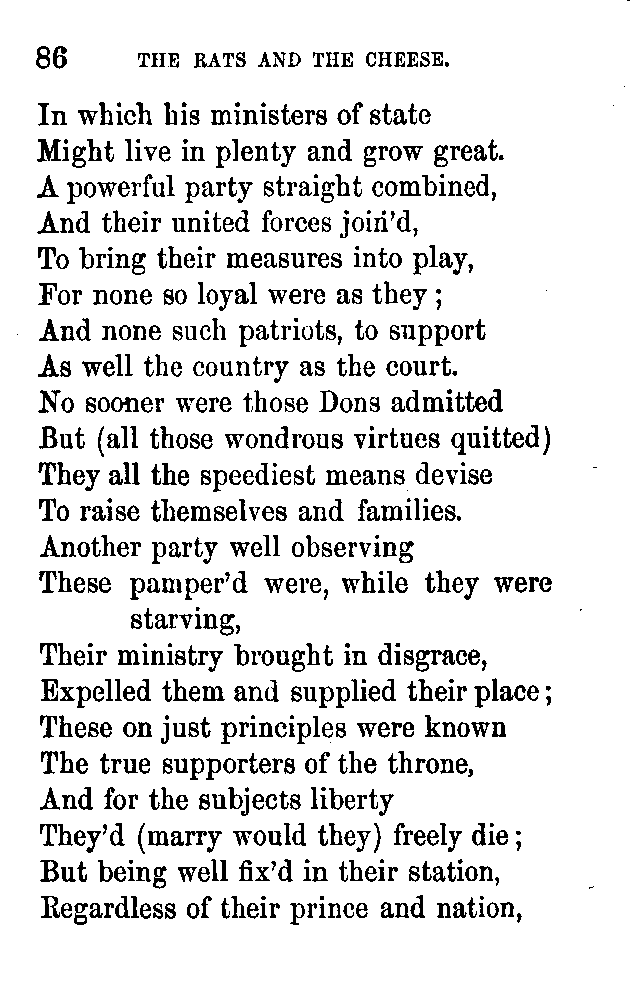 86 THE RATS AND THE CHEESE.
In which his ministers of state
Might live in plenty and grow great.
A powerful party straight combined,
And their united forces join'd,
To bring their measures into play,
For none so loyal were as they;
And none such patriots, to support
As well the country as the court.
No sooner were those Dons admitted
But (all those wondrous virtues quitted)
They all the speediest means devise
To raise themselves and families.
Another party well observing
These pamper'd were, while they were
starving,
Their ministry brought in disgrace,
Expelled them and supplied their place;
These on just principles were known
The true supporters of the throne,
And for the subjects liberty
They'd (marry would they) freely die;
But being well fix'd in their station,
Regardless of their prince and nation,